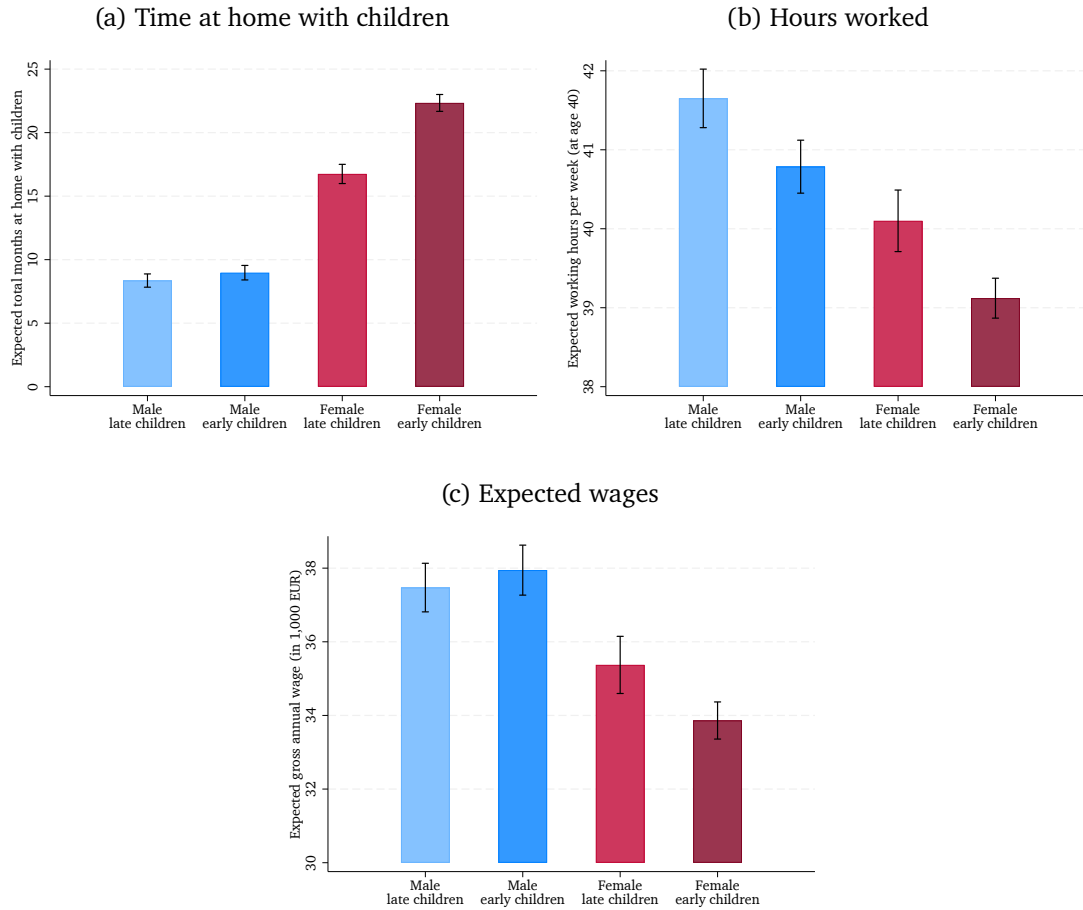 (a) Time at home with children
Expected total months at home with children
25
20
15
10
5
0
Male
late children
Male
early children
Female
late children
Female
early children
(b) Hours worked
Expected working hours per week (at age 40)
42
41
40
39
38
Male
late children
Male
early children
Female
late children
Female
early children
(c) Expected wages
Expected gross annual wage (in 1,000 EUR)
38
36
34
32
30
Male
late children
Male
early children
Female
late children
Female
early children